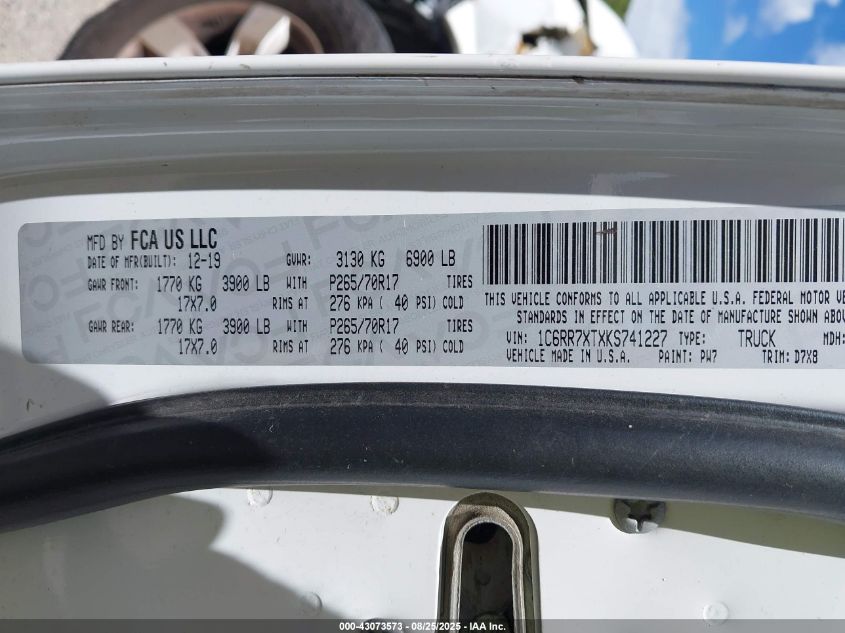 MFD BY FCA US LLC
DATE OF MFR(BUILT): 12-19 GVWR: 3130 KG 6900 LB
GAWR FRONT: 1770 KG 3900 LB WITH P265/70R17 TIRES
17X7.0 RIMS AT 276 KPA ( 40 PSI) COLD
GAWR REAR: 1770 KG 3900 LB WITH P265/70R17 TIRES
17X7.0 RIMS AT 276 KPA ( 40 PSI) COLD
THIS VEHICLE CONFORMS TO ALL APPLICABLE U.S.A. FEDERAL MOTOR VE
STANDARDS IN EFFECT ON THE DATE OF MANUFACTURE SHOWN ABOVE
VIN: 1C6RR7XTXKS741227 TYPE: TRUCK MDH:
VEHICLE MADE IN U.S.A. PAINT: PW7 TRIM: D7X8
000-43073573 - 08/25/2025 - IAA Inc.